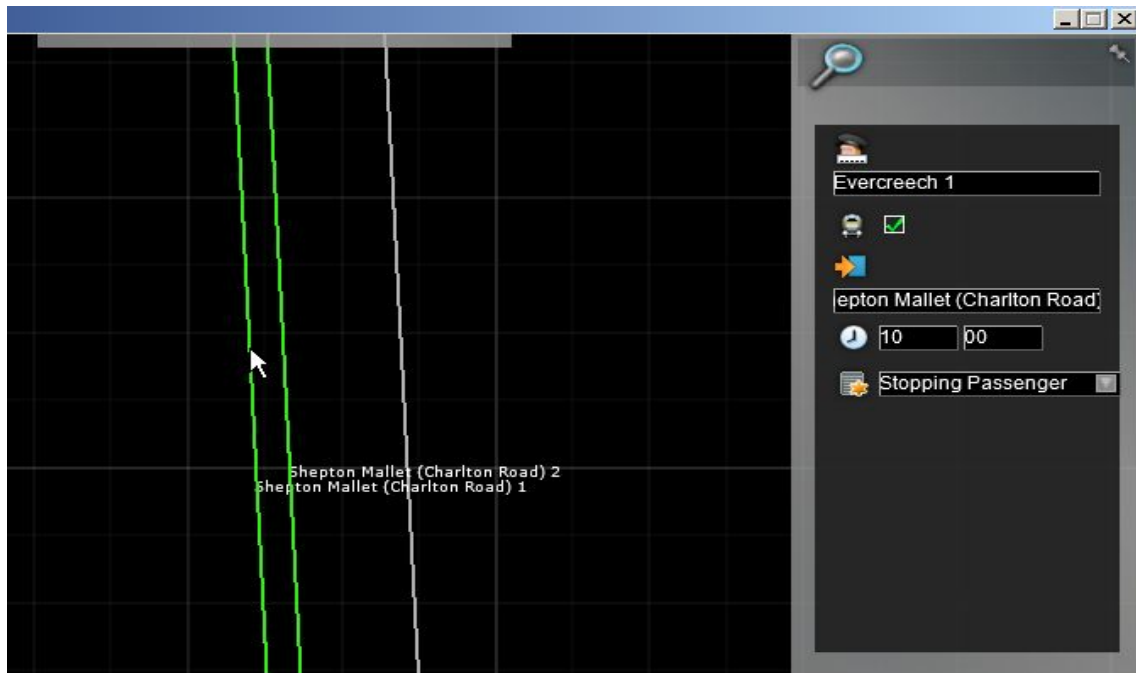 Evercreech 1
epton Mallet (Charlton Road)
10 00
Stopping Passenger
Shepton Mallet (Charlton Road) 2
Shepton Mallet (Charlton Road) 1